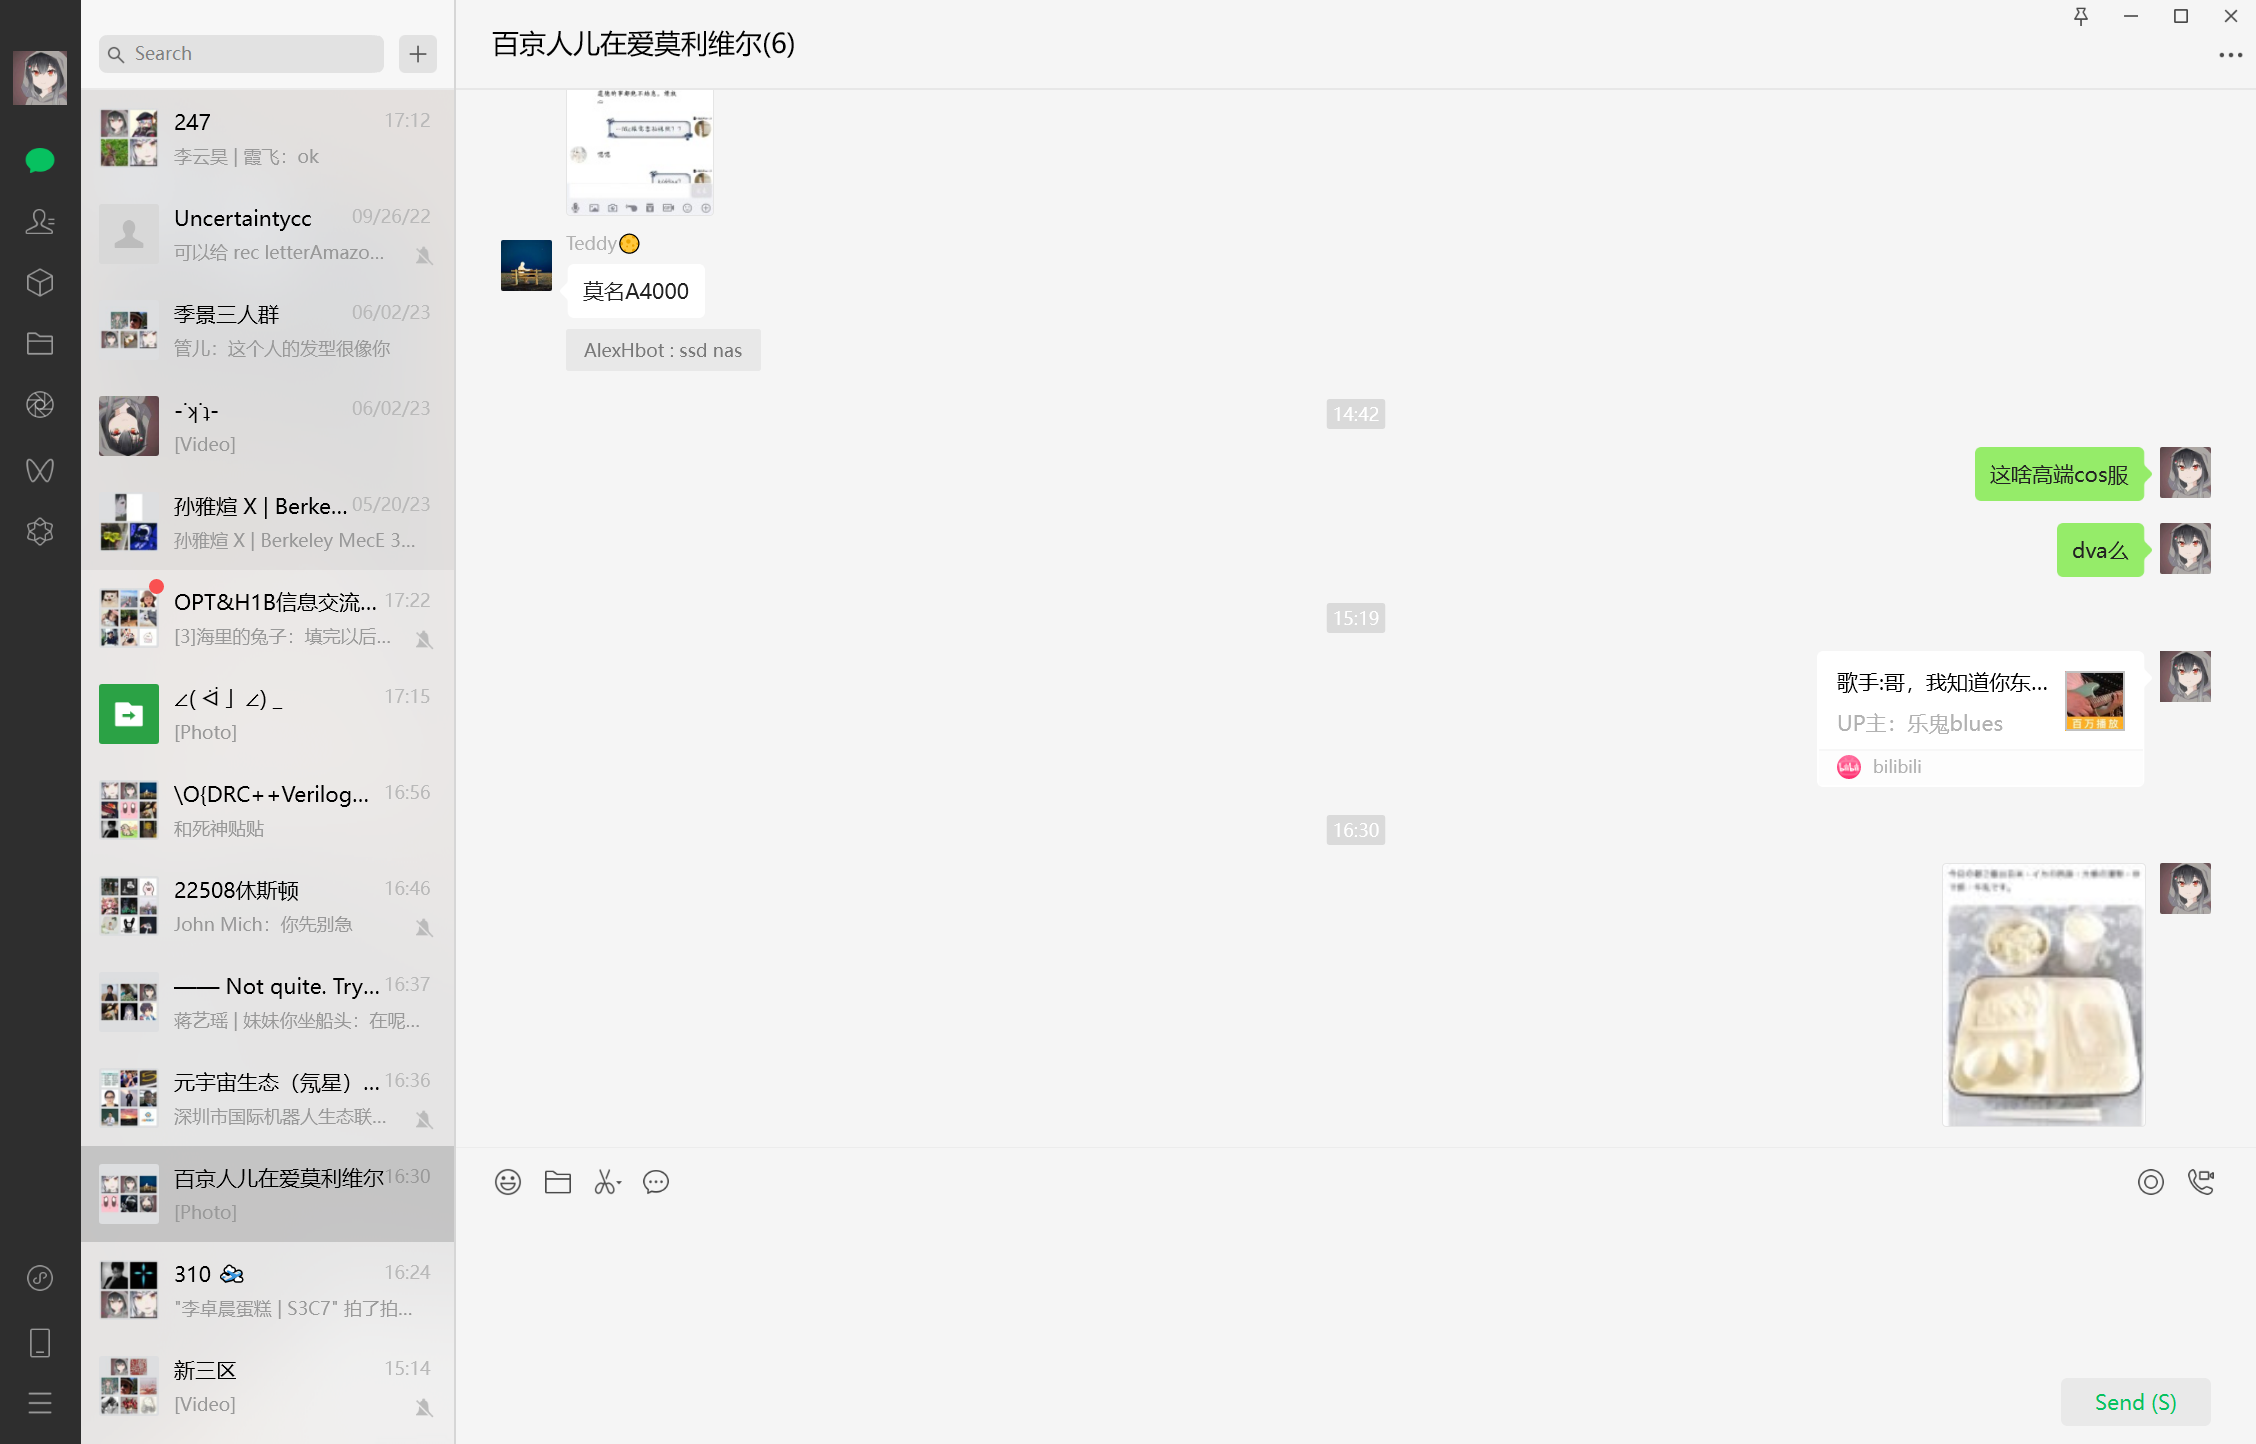 Search
247
17:12
李云昊 | 霞飞：ok
Uncertaintycc
09/26/22
可以给 rec letterAmazo...
季景三人群
06/02/23
管儿：这个人的发型很像你
06/02/23
[Video]
孙雅煊 X | Berke...
05/20/23
孙雅煊 X | Berkeley MecE 3...
OPT&H1B信息交流...
17:22
[3]海里的兔子：填完以后...
17:15
[Photo]
\O{DRC++Verilog...
16:56
和死神贴贴
22508休斯顿
16:46
John Mich：你先别急
—— Not quite. Try...
16:37
蒋艺瑶 | 妹妹你坐船头：在呢...
元宇宙生态（氖星）...
16:36
深圳市国际机器人生态联...
百京人儿在爱莫利维尔
16:30
[Photo]
310
16:24
"李卓晨蛋糕 | S3C7" 拍了拍...
新三区
15:14
[Video]
百京人儿在爱莫利维尔(6)
Teddy
莫名A4000
AlexHbot : ssd nas
14:42
这啥高端cos服
dva么
15:19
歌手:哥，我知道你东...
UP主：乐鬼blues
百万播放
bilibili
16:30
Send (S)